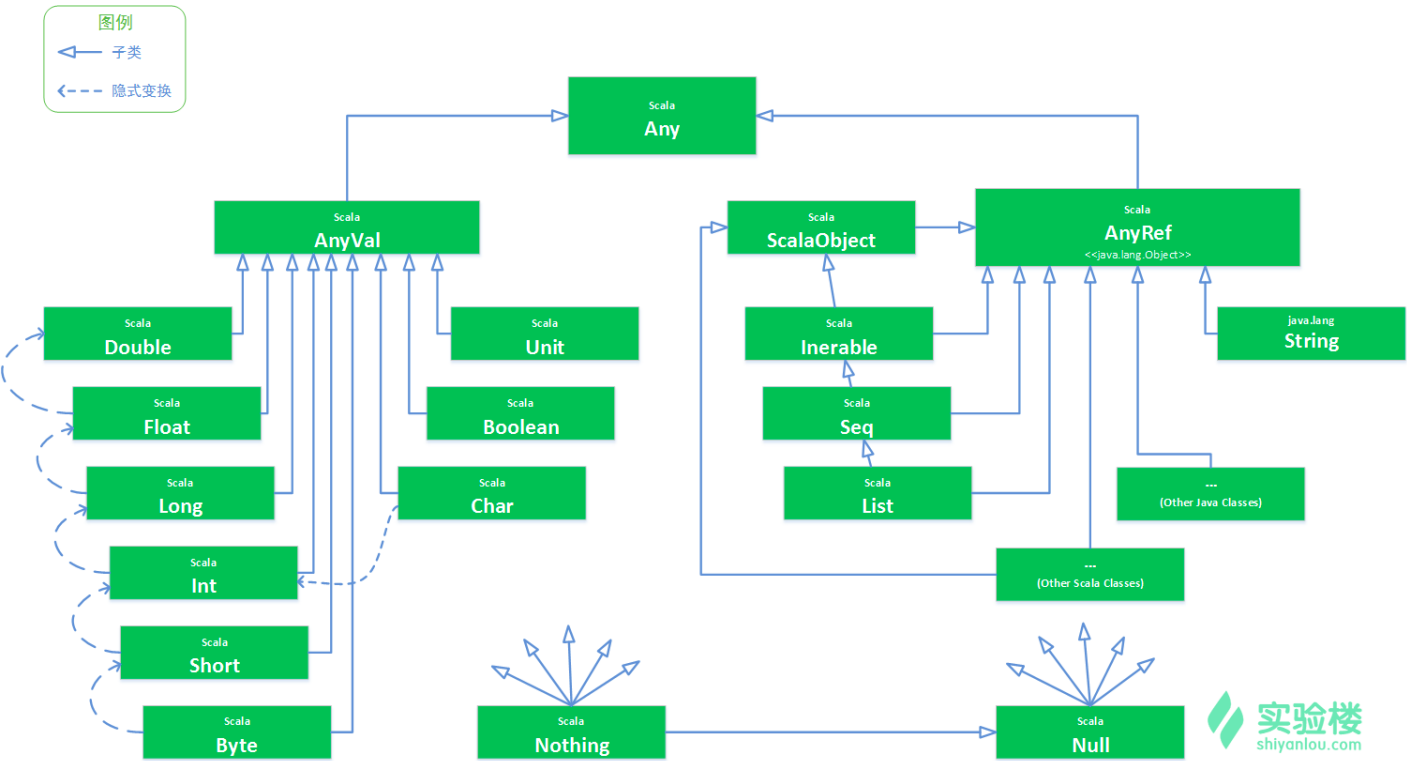 图例
子类
隐式变换
Scala
Any
Scala
AnyVal
Scala
ScalaObject
Scala
AnyRef
<<java.lang.Object>>
Scala
Double
Scala
Unit
Scala
Inerable
java.lang
String
Scala
Float
Scala
Boolean
Scala
Seq
Scala
Long
Scala
Char
Scala
List
---
(Other Java Classes)
Scala
Int
---
(Other Scala Classes)
Scala
Short
Scala
Byte
Scala
Nothing
Scala
Null
实验楼
shiyanlou.com